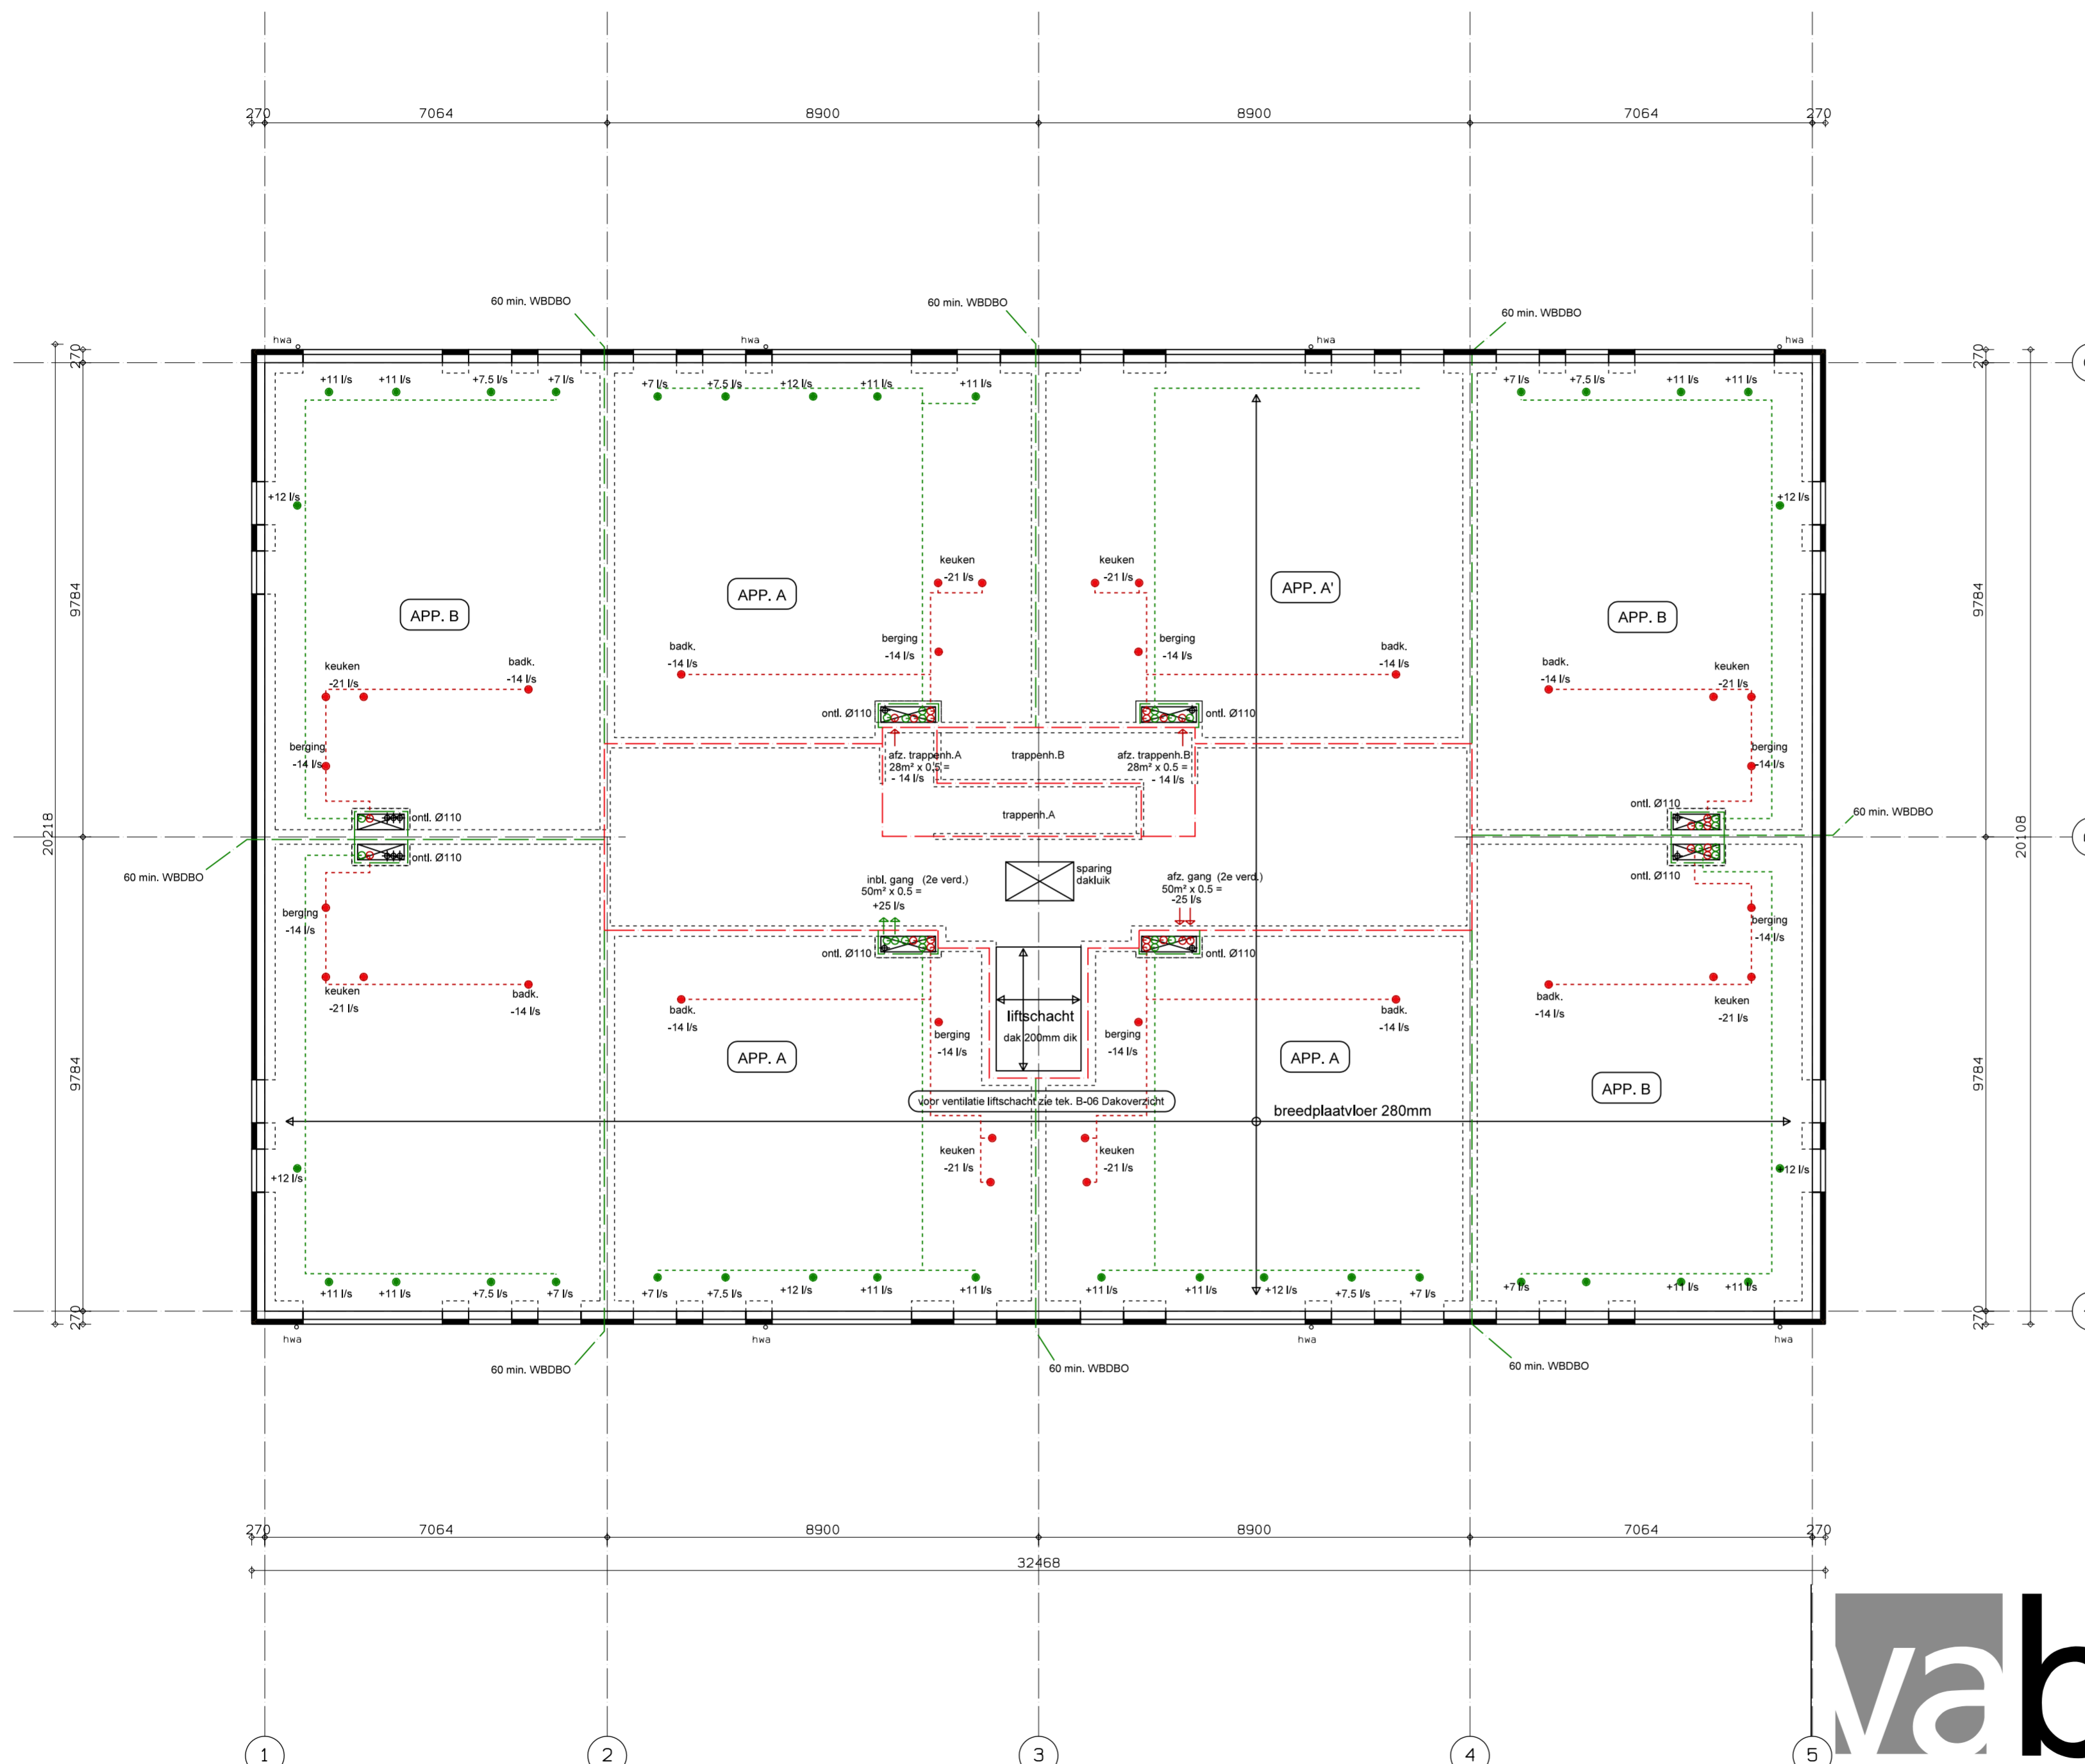 270 7064 8900 8900 7064 270
60 min. WBDBO
60 min. WBDBO
60 min. WBDBO
hwa
hwa
hwa
hwa
270
270
+11 l/s +11 l/s +7.5 l/s +7 l/s
+7 l/s +7.5 l/s +12 l/s +11 l/s +11 l/s
+7 l/s +7.5 l/s +11 l/s +11 l/s
+12 l/s
+12 l/s
keuken
-21 l/s
keuken
-21 l/s
APP. B
APP. A
APP. A'
APP. B
9784
9784
berging
-14 l/s
berging
-14 l/s
badk.
-14 l/s
badk.
-14 l/s
keuken
-21 l/s
badk.
-14 l/s
badk.
-14 l/s
keuken
-21 l/s
berging
-14 l/s
berging
-14 l/s
ontl. Ø110
ontl. Ø110
afz. trappenh.A
28m² x 0.5 =
- 14 l/s
trappenh.B
afz. trappenh.B
28m² x 0.5 =
- 14 l/s
trappenh.A
ontl. Ø110
ontl. Ø110
60 min. WBDBO
20218
20108
ontl. Ø110
ontl. Ø110
60 min. WBDBO
sparing
dakluik
inbl. gang (2e verd.)
50m² x 0.5 =
+25 l/s
afz. gang (2e verd.)
50m² x 0.5 =
-25 l/s
berging
-14 l/s
berging
-14 l/s
ontl. Ø110
ontl. Ø110
keuken
-21 l/s
badk.
-14 l/s
badk.
-14 l/s
liftschacht
dak 200mm dik
badk.
-14 l/s
badk.
-14 l/s
keuken
-21 l/s
berging
-14 l/s
berging
-14 l/s
APP. A
APP. A
APP. B
9784
9784
voor ventilatie liftschacht zie tek. B-06 Dakoverzicht
breedplaatvloer 280mm
keuken
-21 l/s
keuken
-21 l/s
+12 l/s
+12 l/s
+11 l/s +11 l/s +7.5 l/s +7 l/s
+7 l/s +7.5 l/s +12 l/s +11 l/s +11 l/s
+11 l/s +11 l/s +12 l/s +7.5 l/s +7 l/s
+7 l/s +11 l/s +11 l/s
270
270
hwa
hwa
hwa
hwa
60 min. WBDBO
60 min. WBDBO
60 min. WBDBO
270 7064 8900 8900 7064 270
32468
1 2 3 4 5
vab